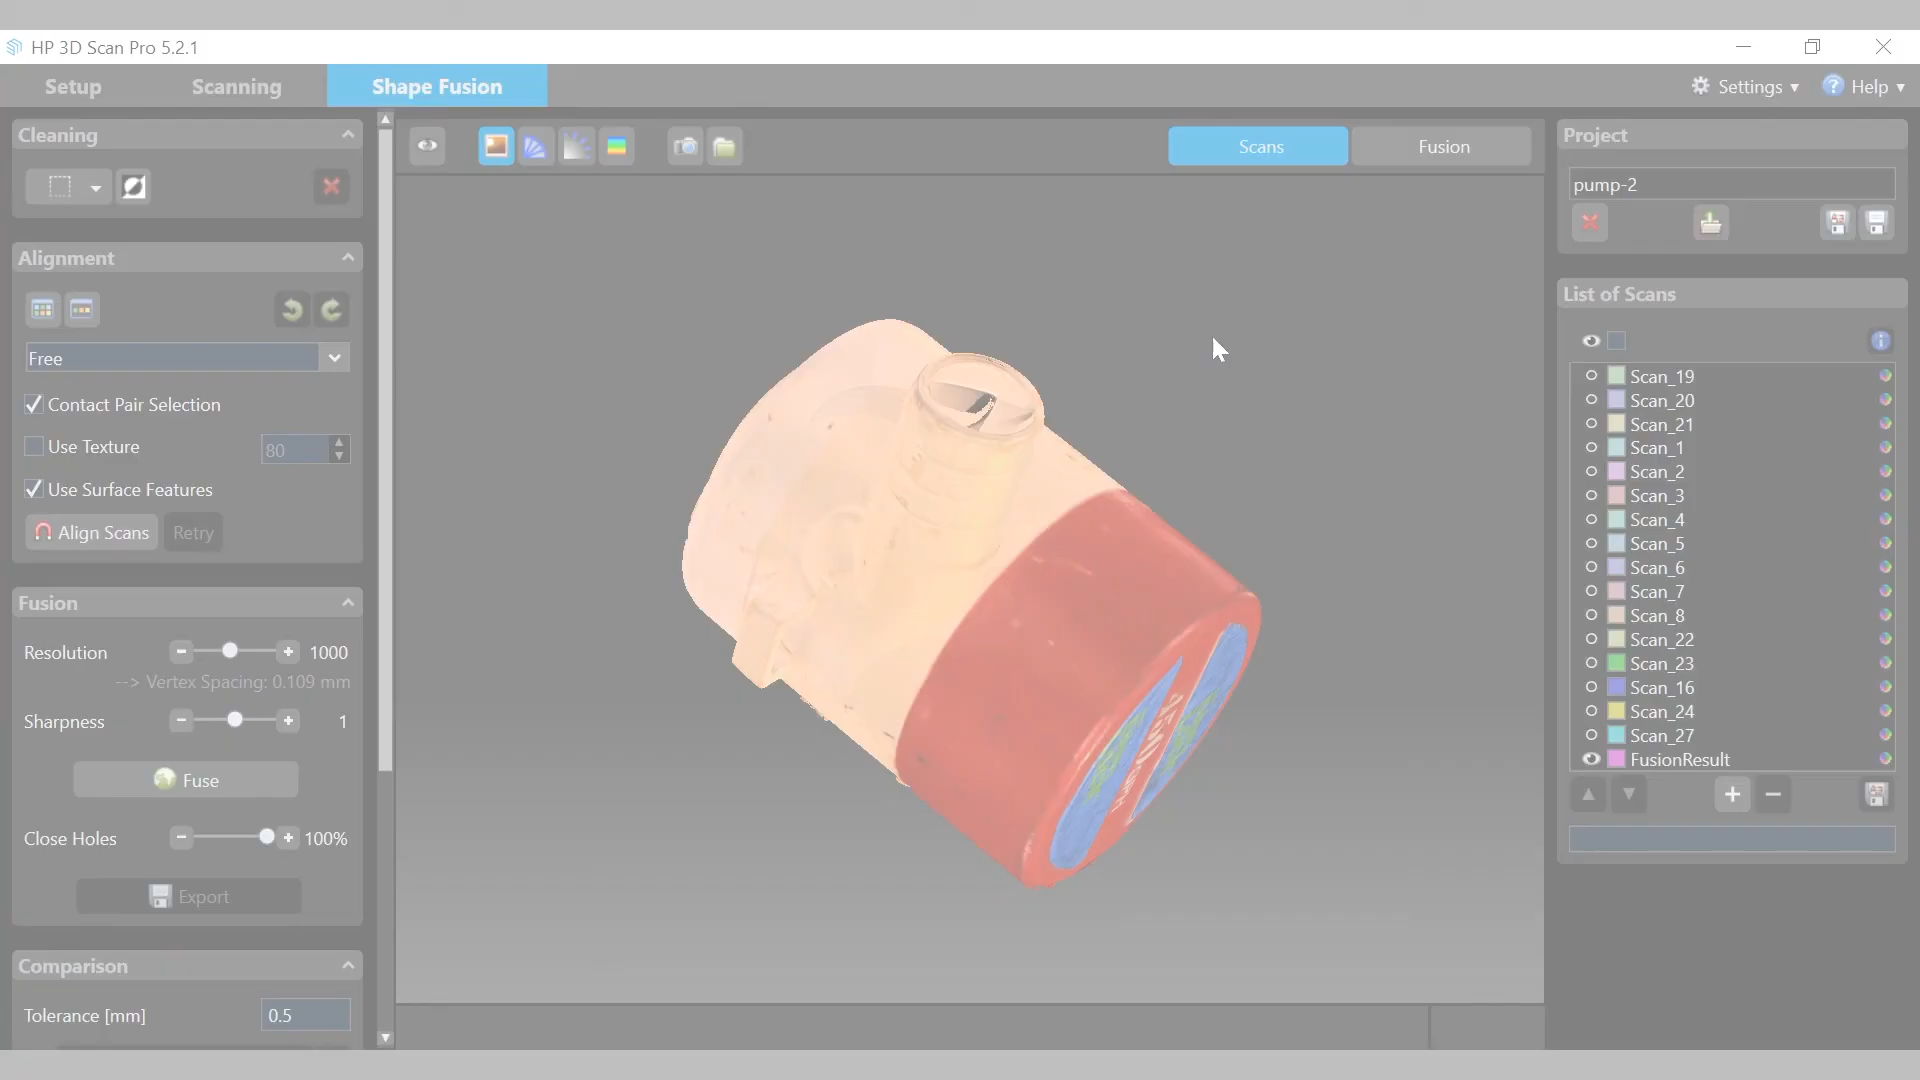 HP 3D Scan Pro 5.2.1
Setup
Scanning
Shape Fusion
Settings
Help
Cleaning
Alignment
Free
Contact Pair Selection
Use Texture
80
Use Surface Features
Align Scans
Retry
Fusion
Resolution
1000
--> Vertex Spacing: 0.109 mm
Sharpness
1
Fuse
Close Holes
100%
Export
Comparison
Tolerance [mm]
0.5
Scans
Fusion
Project
pump-2
List of Scans
Scan_19
Scan_20
Scan_21
Scan_1
Scan_2
Scan_3
Scan_4
Scan_5
Scan_6
Scan_7
Scan_8
Scan_22
Scan_23
Scan_16
Scan_24
Scan_27
FusionResult